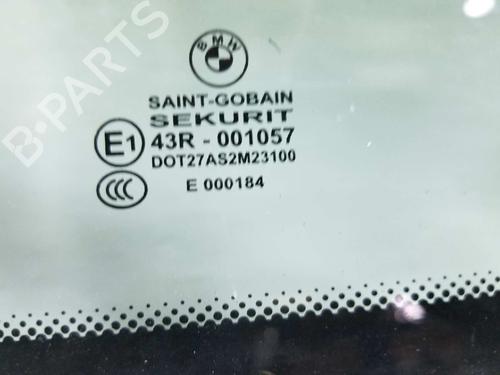 B-PARTS
BMW
SAINT-GOBAIN
SEKURIT
E1 43R - 001057
DOT27AS2M23100
CCC E 000184